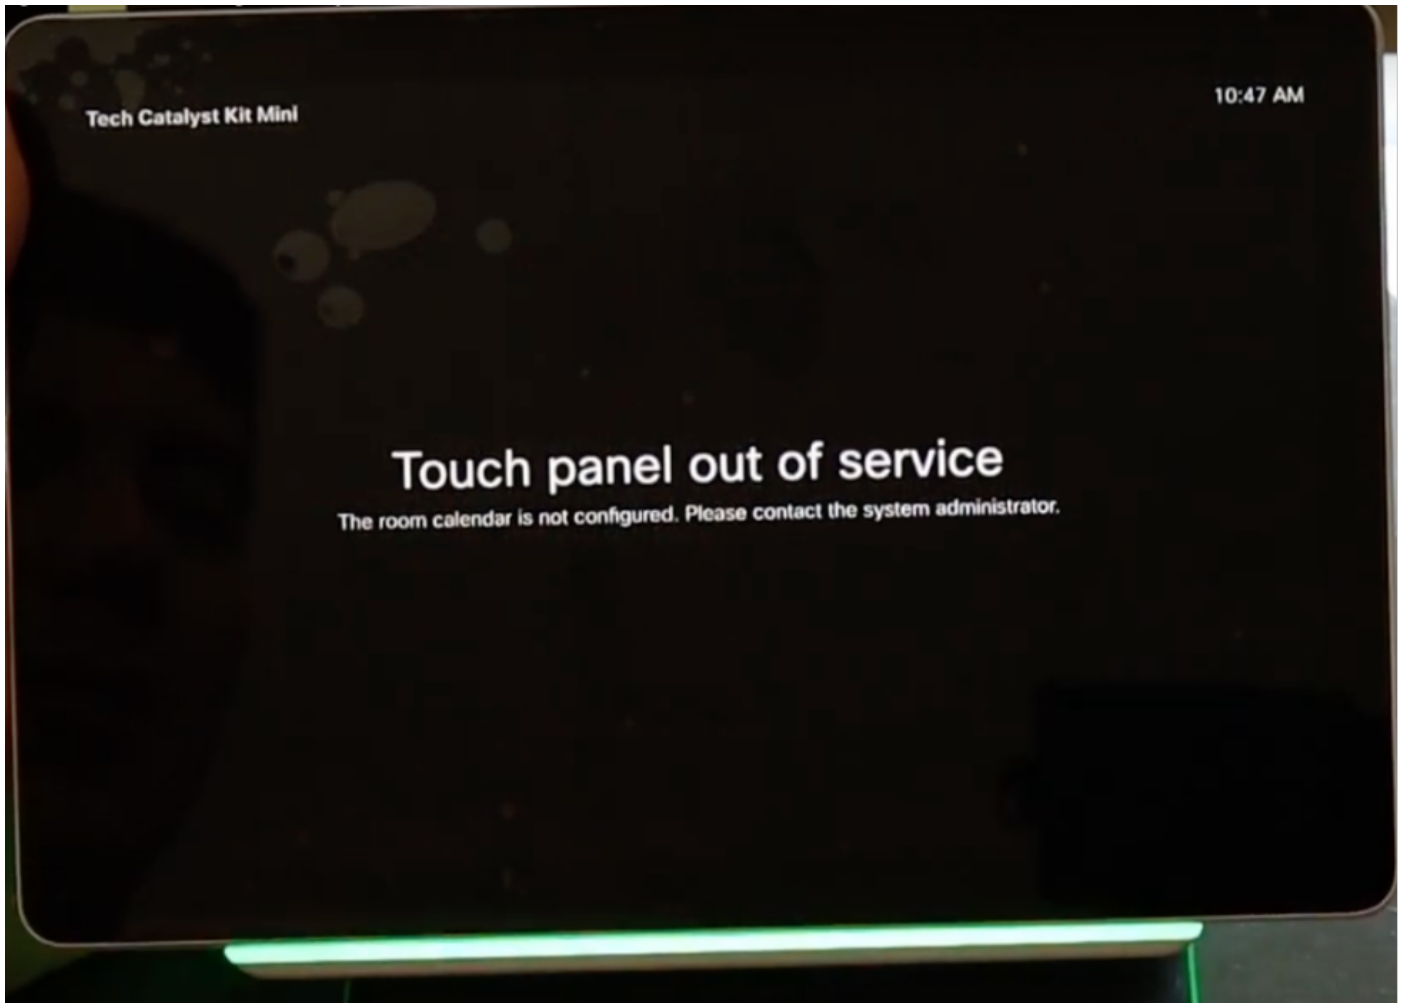 Tech Catalyst Kit Mini
10:47 AM
Touch panel out of service
The room calendar is not configured. Please contact the system administrator.